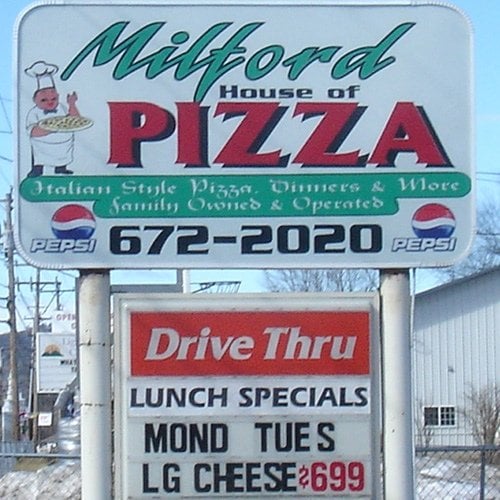 Milford
House of
PIZZA
Italian Style Pizza, Dinners & More
Family Owned & Operated
PEPSI 672-2020 PEPSI
Drive Thru
LUNCH SPECIALS
MOND TUES
LG CHEESE $699
OPEN